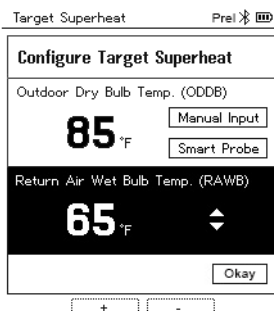 Target Superheat Prel
Configure Target Superheat
Outdoor Dry Bulb Temp. (ODDB)
85 °F
Manual Input
Smart Probe
Return Air Wet Bulb Temp. (RAWB)
65 °F
Okay
+ -